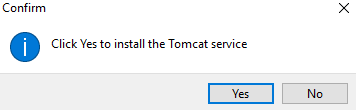 Confirm
Click Yes to install the Tomcat service
Yes No